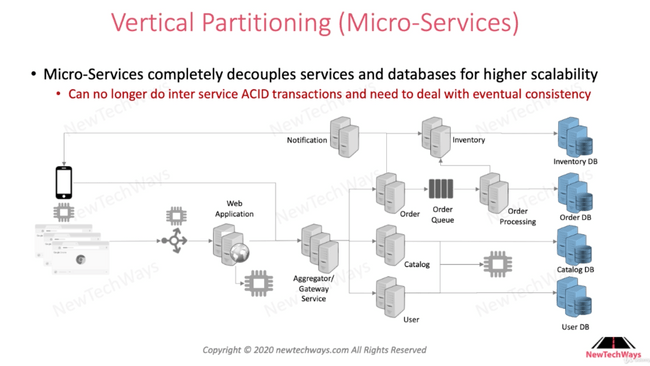 Vertical Partitioning (Micro-Services)
• Micro-Services completely decouples services and databases for higher scalability
• Can no longer do inter service ACID transactions and need to deal with eventual consistency
Notification
Inventory
Inventory DB
Web
Application
Order
Order
Queue
Order
Processing
Order DB
Aggregator/
Gateway
Service
Catalog
Catalog DB
User
User DB
Copyright © 2020 newtechways.com All Rights Reserved
NewTechWays
NewTechWays
NewTechWays
NewTechWays
NewTechWays
NewTechWays
NewTechWays